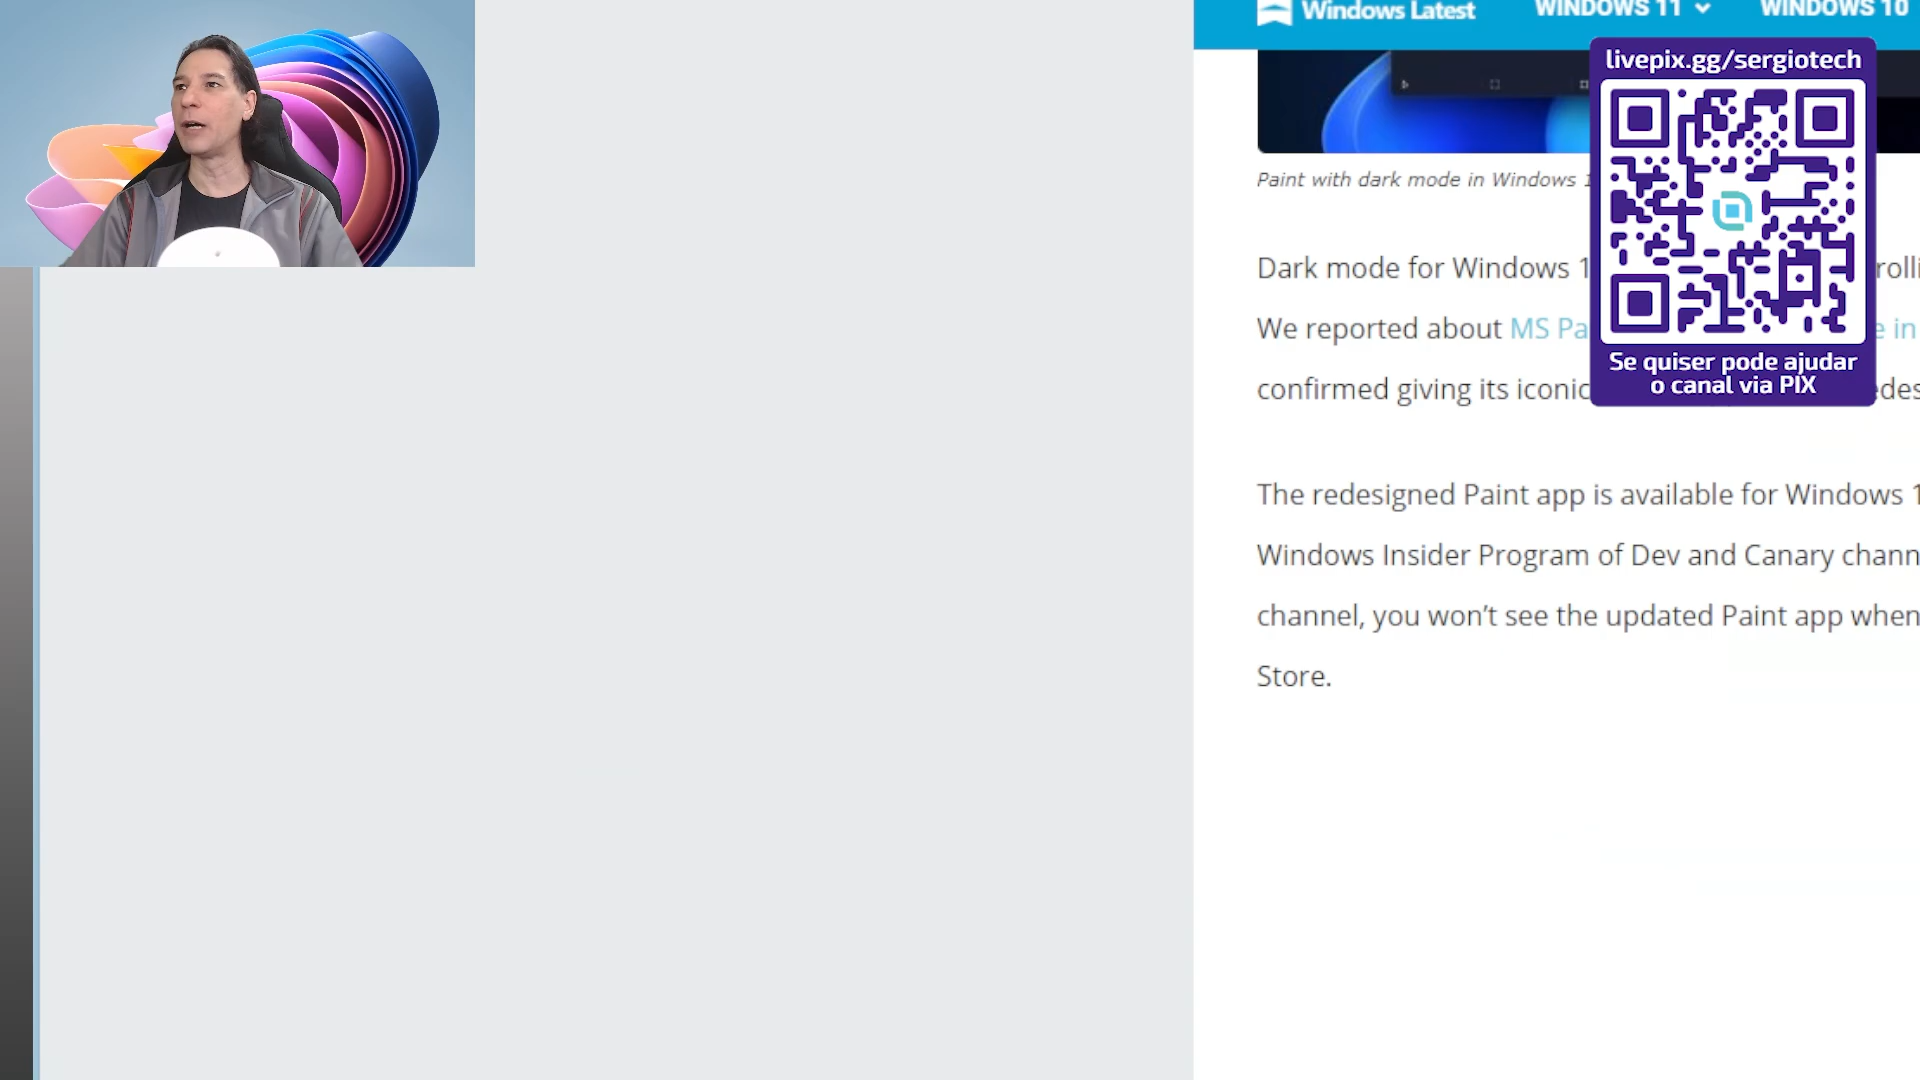 Windows Latest
WINDOWS 11
WINDOWS 10
livepix.gg/sergiotech
Se quiser pode ajudar
o canal via PIX
Paint with dark mode in Windows
Dark mode for Windows
We reported about MS in
confirmed giving its
The redesigned Paint app is available for Windows
Windows Insider Program of Dev and Canary
channel, you won’t see the updated Paint app when
Store.